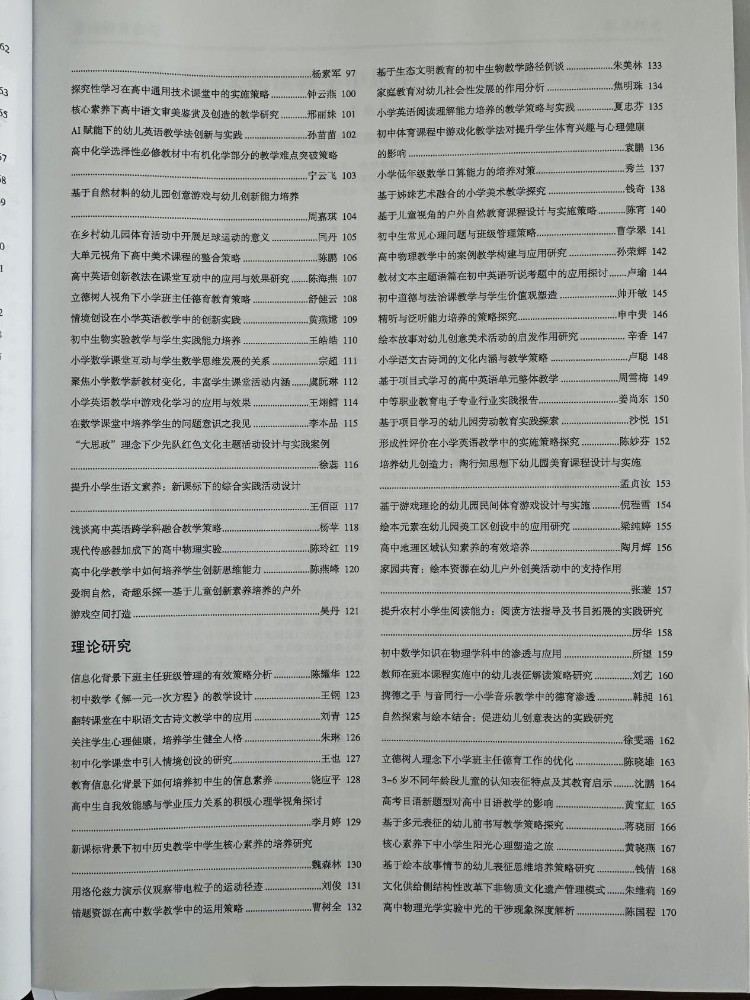 杨素军 97
探究性学习在高中通用技术课堂中的实施策略 钟云燕 100
核心素养下高中语文审美鉴赏及创造的教学研究 邢丽妹 101
AI 赋能下的幼儿英语教学法创新与实践 孙苗苗 102
高中化学选择性必修教材中有机化学部分的教学难点突破策略
宁云飞 103
基于自然材料的幼儿园创意游戏与幼儿创新能力培养
周嘉琪 104
在乡村幼儿园体育活动中开展足球运动的意义 闫丹 105
大单元视角下高中美术课程的整合策略 陈鹏 106
高中英语创新教法在课堂互动中的应用与效果研究 陈海燕 107
立德树人视角下小学班主任德育教育策略 舒健云 108
情境创设在小学英语教学中的创新实践 黄燕嫦 109
初中生物实验教学与学生实践能力培养 王皓皓 110
小学数学课堂互动与学生数学思维发展的关系 宗超 111
聚焦小学数学新教材变化，丰富学生课堂活动内涵 虞阮琳 112
小学英语教学中游戏化学习的应用与效果 王翊鳕 114
在数学课堂中培养学生的问题意识之我见 李本品 115
“大思政”理念下少先队红色文化主题活动设计与实践案例
徐蕊 116
提升小学生语文素养：新课标下的综合实践活动设计
王佰臣 117
浅谈高中英语跨学科融合教学策略 杨苹 118
现代传感器加成下的高中物理实验 陈玲红 119
高中化学教学中如何培养学生创新思维能力 陈燕峰 120
爱润自然，奇趣乐探—基于儿童创新素养培养的户外
游戏空间打造 吴丹 121
理论研究
信息化背景下班主任班级管理的有效策略分析 陈耀华 122
初中数学《解一元一次方程》的教学设计 王钢 123
翻转课堂在中职语文古诗文教学中的应用 刘青 125
关注学生心理健康，培养学生健全人格 朱琳 126
初中化学课堂中引人情境创设的研究 王也 127
教育信息化背景下如何培养初中生的信息素养 饶应平 128
高中生自我效能感与学业压力关系的积极心理学视角探讨
李月婷 129
新课标背景下初中历史教学中学生核心素养的培养研究
魏森林 130
用洛伦兹力演示仪观察带电粒子的运动径迹 刘俊 131
错题资源在高中数学教学中的运用策略 曹树全 132
基于生态文明教育的初中生物教学路径例谈 朱美林 133
家庭教育对幼儿社会性发展的作用分析 焦明珠 134
小学英语阅读理解能力培养的教学策略与实践 夏忠芬 135
初中体育课程中游戏化教学法对提升学生体育兴趣与心理健康
的影响 袁鹏 136
小学低年级数学口算能力的培养对策 秀兰 137
基于姊妹艺术融合的小学美术教学探究 钱奇 138
基于儿童视角的户外自然教育课程设计与实施策略 陈宵 140
初中生常见心理问题与班级管理策略 曹学翠 141
高中物理教学中的案例教学构建与应用研究 孙荣辉 142
教材文本主题语篇在初中英语听说考题中的应用探讨 卢瑜 144
初中道德与法治课教学与学生价值观塑造 帅开敏 145
精听与泛听能力培养的策略探究 申中贵 146
绘本故事对幼儿创意美术活动的启发作用研究 辛香 147
小学语文古诗词的文化内涵与教学策略 卢聪 148
基于项目式学习的高中英语单元整体教学 周雪梅 149
中等职业教育电子专业行业实践报告 姜尚东 150
基于项目学习的幼儿园劳动教育实践探索 沙悦 151
形成性评价在小学英语教学中的实施策略探究 陈妙芬 152
培养幼儿创造力：陶行知思想下幼儿园美育课程设计与实施
孟贞汝 153
基于游戏理论的幼儿园民间体育游戏设计与实施 倪程雪 154
绘本元素在幼儿园美工区创设中的应用研究 梁纯婷 155
高中地理区域认知素养的有效培养 陶月辉 156
家园共育：绘本资源在幼儿户外创美活动中的支持作用
张璇 157
提升农村小学生阅读能力：阅读方法指导及书目拓展的实践研究
厉华 158
初中数学知识在物理学科中的渗透与应用 所望 159
教师在班本课程实施中的幼儿表征解读策略研究 刘艺 160
携德之手 与音同行—小学音乐教学中的德育渗透 韩昶 161
自然探索与绘本结合：促进幼儿创意表达的实践研究
徐雯瑶 162
立德树人理念下小学班主任德育工作的优化 陈晓雄 163
3-6 岁不同年龄段儿童的认知表征特点及其教育启示 沈鹏 164
高考日语新题型对高中日语教学的影响 黄宝虹 165
基于多元表征的幼儿前书写教学策略探究 蒋晓丽 166
核心素养下中小学生阳光心理塑造之旅 黄晓燕 167
基于绘本故事情节的幼儿表征思维培养策略研究 钱倩 168
文化供给侧结构性改革下非物质文化遗产管理模式 朱维莉 169
高中物理光学实验中光的干涉现象深度解析 陈国程 170